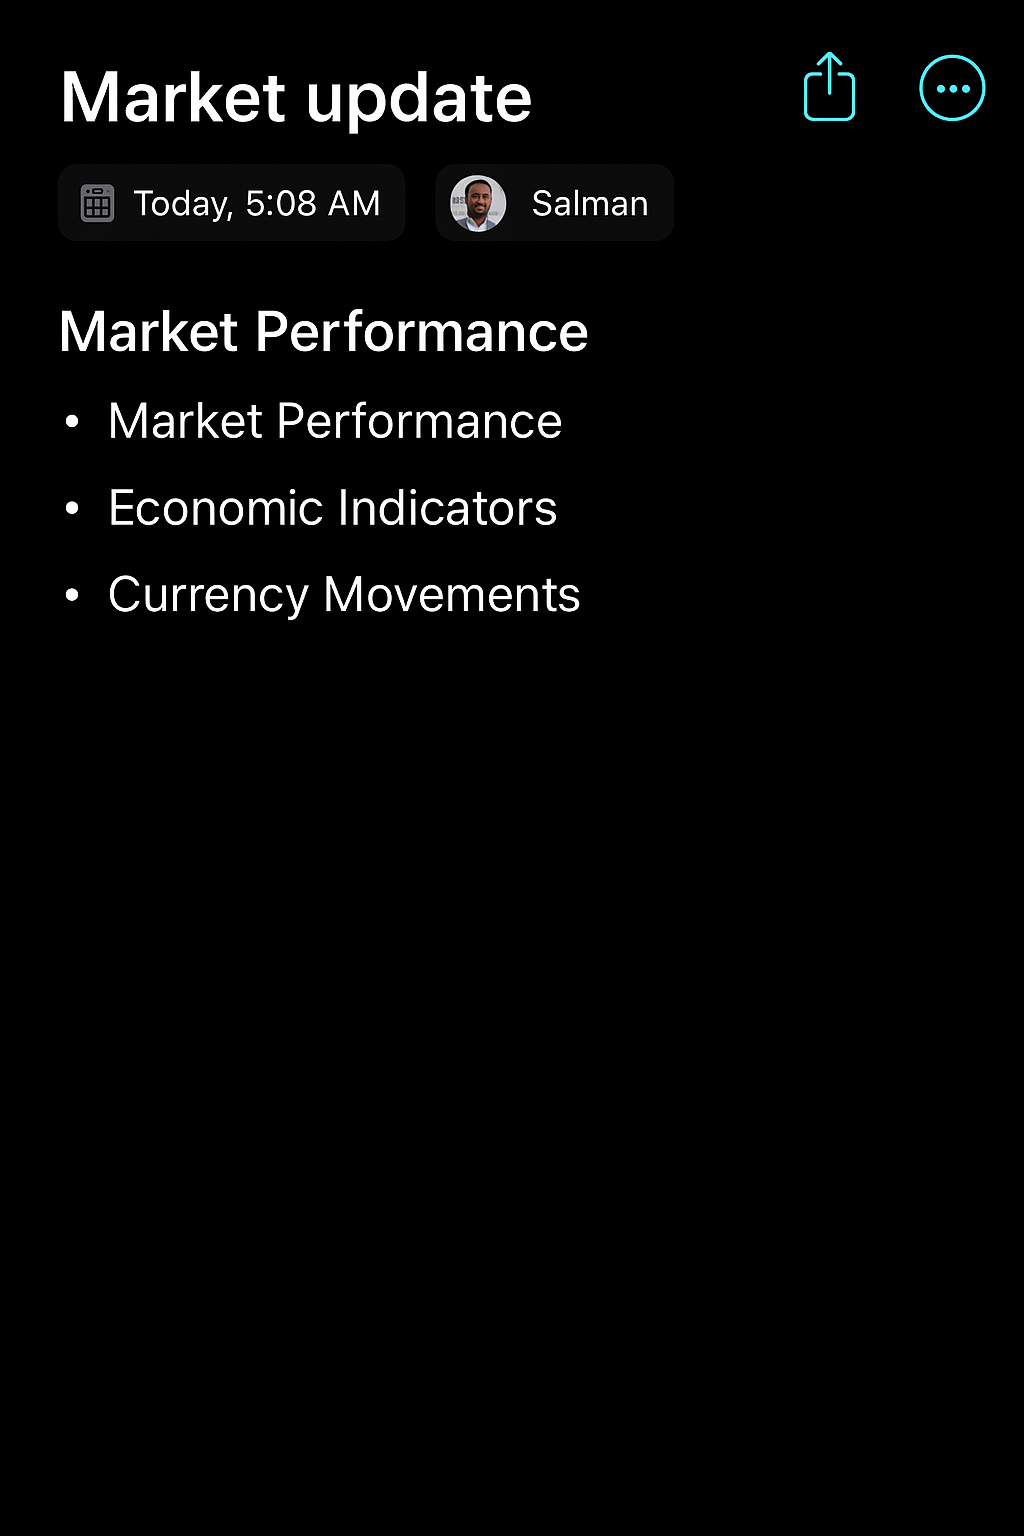 Market update
Today, 5:08 AM
Salman
Market Performance
• Market Performance
• Economic Indicators
• Currency Movements